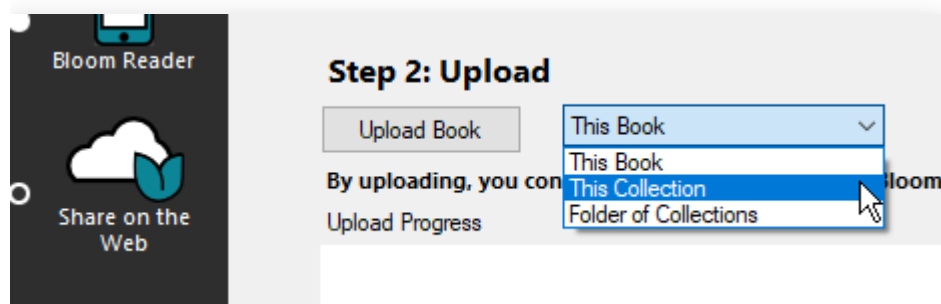 Bloom Reader
Share on the
Web
Step 2: Upload
Upload Book
This Book
This Book
This Collection
Folder of Collections
By uploading, you con
Bloom
Upload Progress